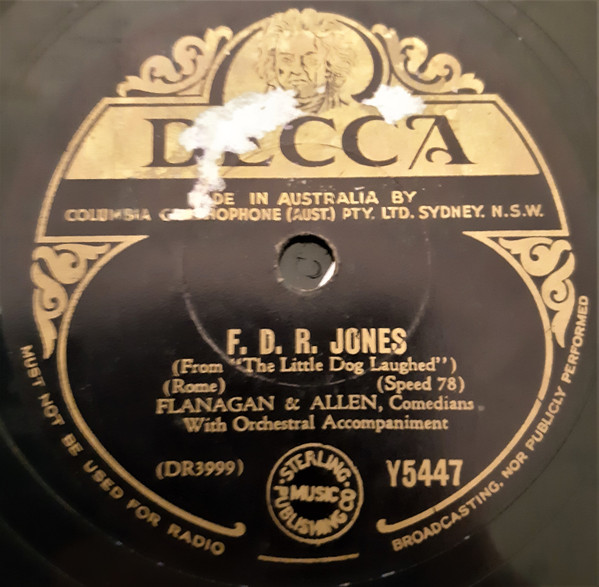 DECCA
MADE IN AUSTRALIA BY
COLUMBIA GRAPHOPHONE (AUST.) PTY. LTD. SYDNEY. N.S.W.
F. D. R. JONES
(From "The Little Dog Laughed")
(Rome) (Speed 78)
FLANAGAN & ALLEN, Comedians
With Orchestral Accompaniment
(DR3999)
STERLING
MUSIC
PUBLISHING CO
Y5447
MUST NOT BE USED FOR RADIO
BROADCASTING, NOR PUBLICLY PERFORMED